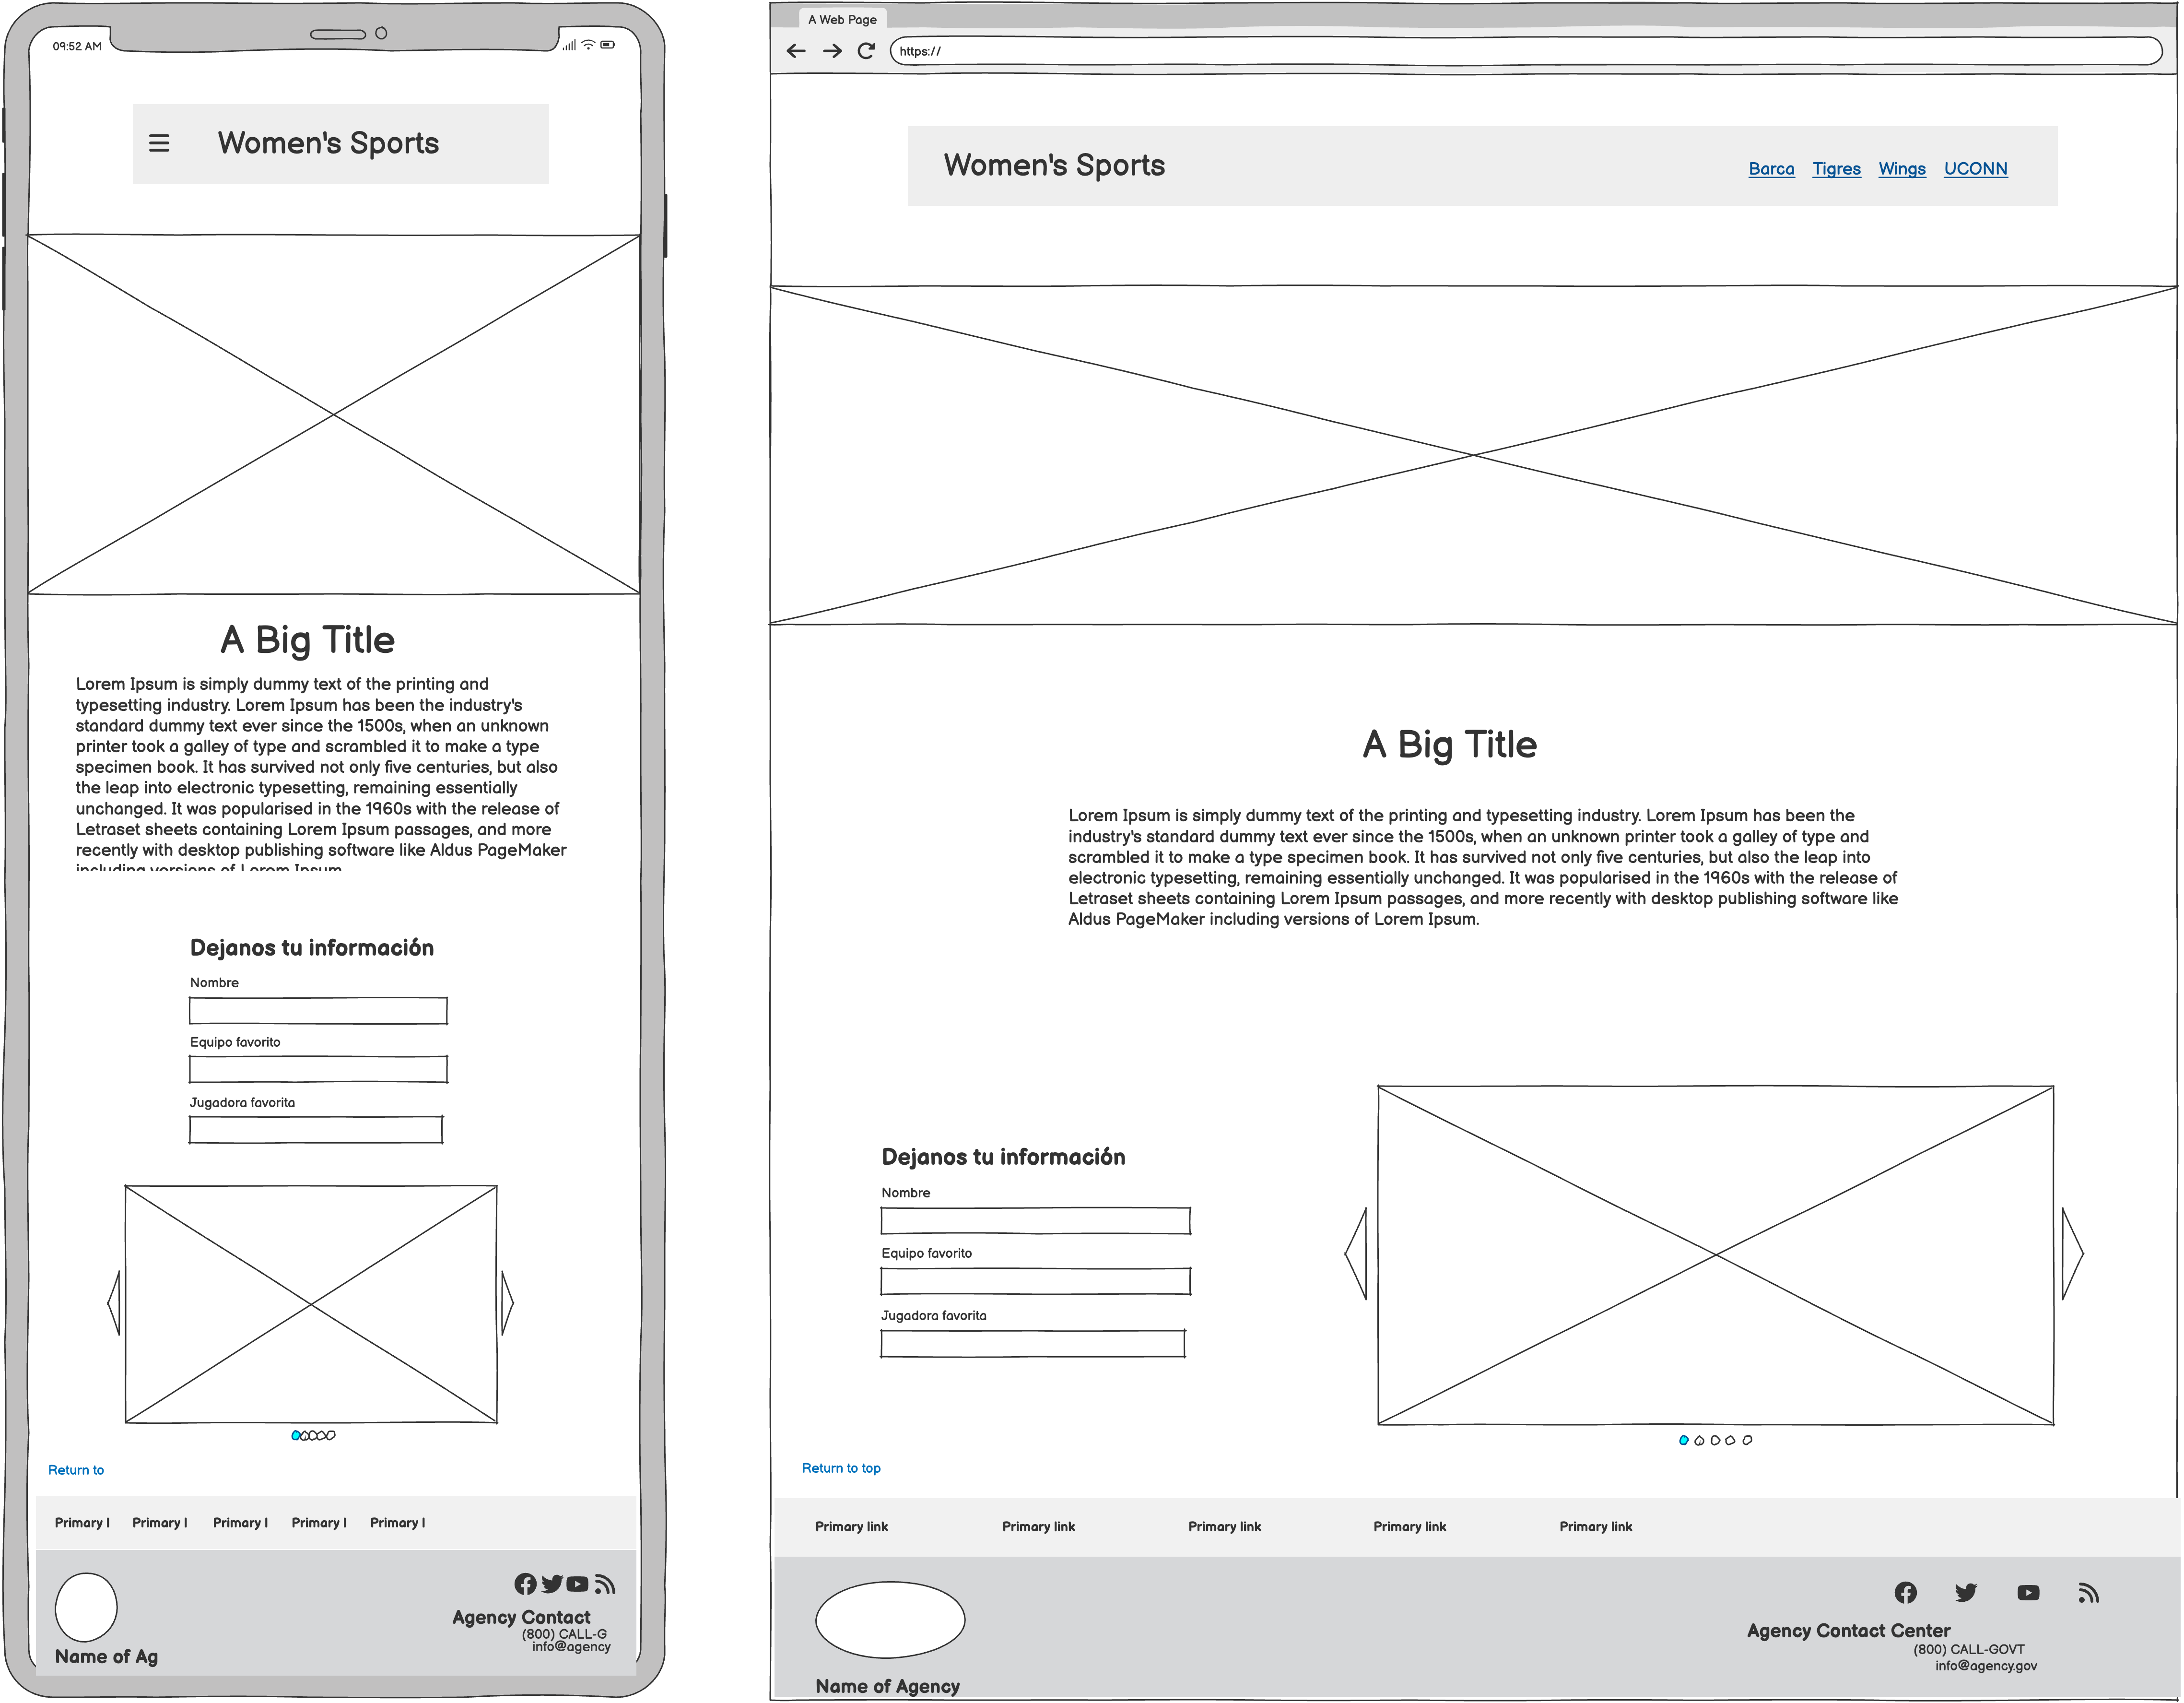 09:52 AM
Women's Sports
A Big Title
Lorem Ipsum is simply dummy text of the printing and
typesetting industry. Lorem Ipsum has been the industry's
standard dummy text ever since the 1500s, when an unknown
printer took a galley of type and scrambled it to make a type
specimen book. It has survived not only five centuries, but also
the leap into electronic typesetting, remaining essentially
unchanged. It was popularised in the 1960s with the release of
Letraset sheets containing Lorem Ipsum passages, and more
recently with desktop publishing software like Aldus PageMaker
including versions of Lorem Ipsum
Dejanos tu información
Nombre
Equipo favorito
Jugadora favorita
Return to
Primary l
Primary l
Primary l
Primary l
Primary l
Name of Ag
Agency Contact
(800) CALL-G
info@agency
A Web Page
https://
Women's Sports
Barca Tigres Wings UCONN
A Big Title
Lorem Ipsum is simply dummy text of the printing and typesetting industry. Lorem Ipsum has been the
industry's standard dummy text ever since the 1500s, when an unknown printer took a galley of type and
scrambled it to make a type specimen book. It has survived not only five centuries, but also the leap into
electronic typesetting, remaining essentially unchanged. It was popularised in the 1960s with the release of
Letraset sheets containing Lorem Ipsum passages, and more recently with desktop publishing software like
Aldus PageMaker including versions of Lorem Ipsum.
Dejanos tu información
Nombre
Equipo favorito
Jugadora favorita
Return to top
Primary link
Primary link
Primary link
Primary link
Primary link
Name of Agency
Agency Contact Center
(800) CALL-GOVT
info@agency.gov